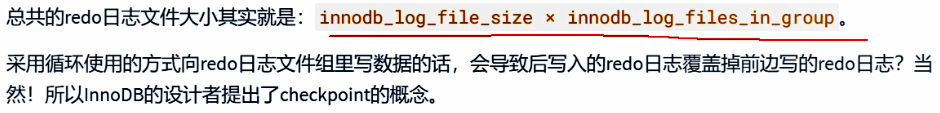 总共的redo日志文件大小其实就是：innodb_log_file_size × innodb_log_files_in_group。
采用循环使用的方式向redo日志文件组里写数据的话，会导致后写入的redo日志覆盖掉前边写的redo日志？当
然！所以InnoDB的设计者提出了checkpoint的概念。